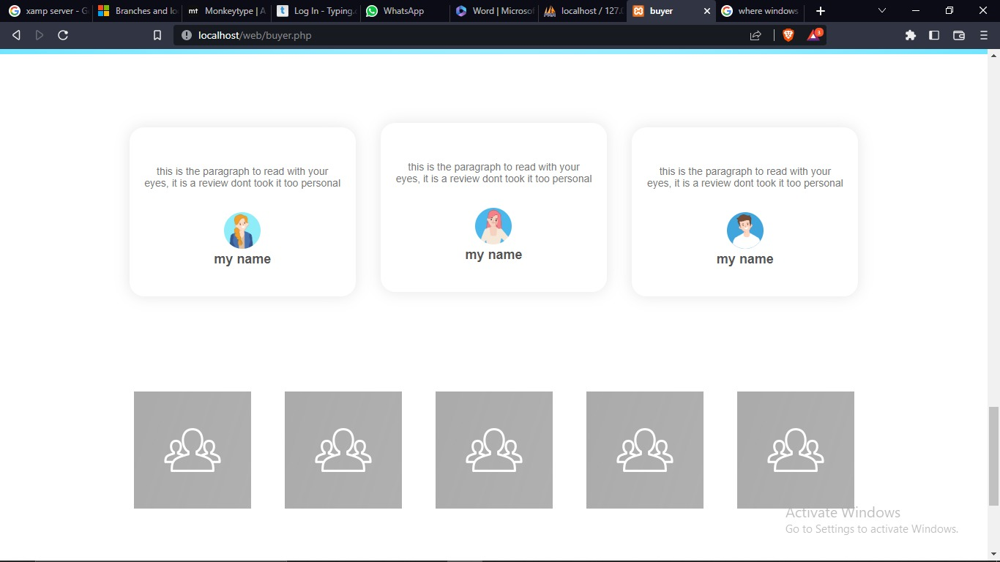 xamp server - G
Branches and lo
mt Monkeytype | A
t Log In - Typing.c
WhatsApp
Word | Microsof
localhost / 127.0
buyer
where windows
localhost/web/buyer.php
3
this is the paragraph to read with your
eyes, it is a review dont took it too personal
my name
this is the paragraph to read with your
eyes, it is a review dont took it too personal
my name
this is the paragraph to read with your
eyes, it is a review dont took it too personal
my name
Activate Windows
Go to Settings to activate Windows.